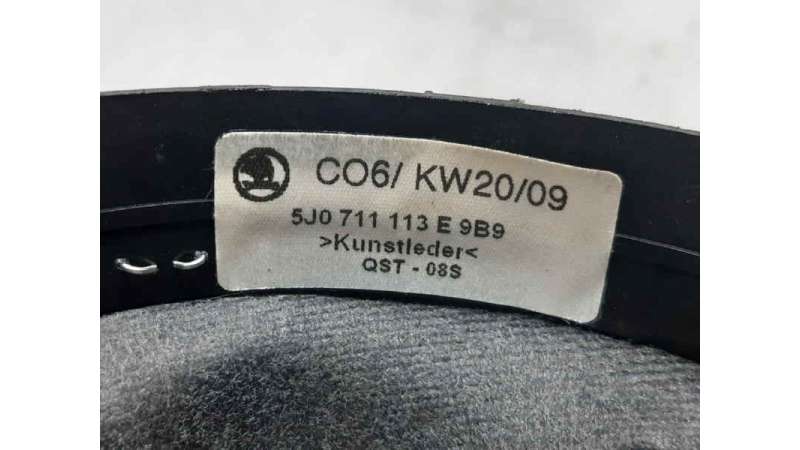 CO6/ KW20/09
5J0 711 113 E 9B9
>Kunstleder<
QST - 08S